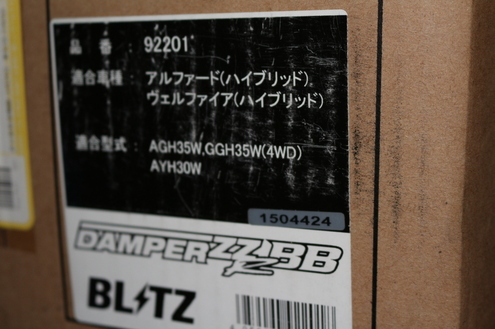 品 番 : 92201
適合車種 : アルファード(ハイブリッド)
ヴェルファイア(ハイブリッド)
適合型式 : AGH35W,GGH35W(4WD)
AYH30W
1504424
DAMPER ZZ-R BB
BLITZ